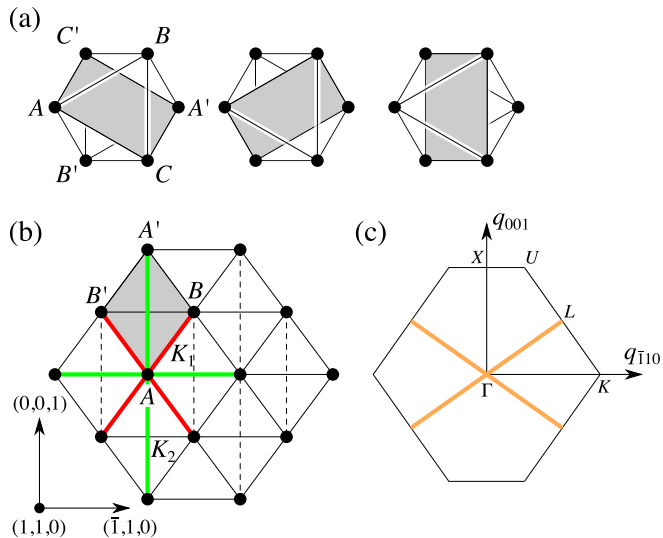 (a)
C' B
A A'
B' C
(b) (c)
A'
B' B
K₁
A
K₂
(0,0,1)
(1,1,0) (1̅,1,0)
q₀₀₁
X U
L
q₁̅₁₀
Γ K